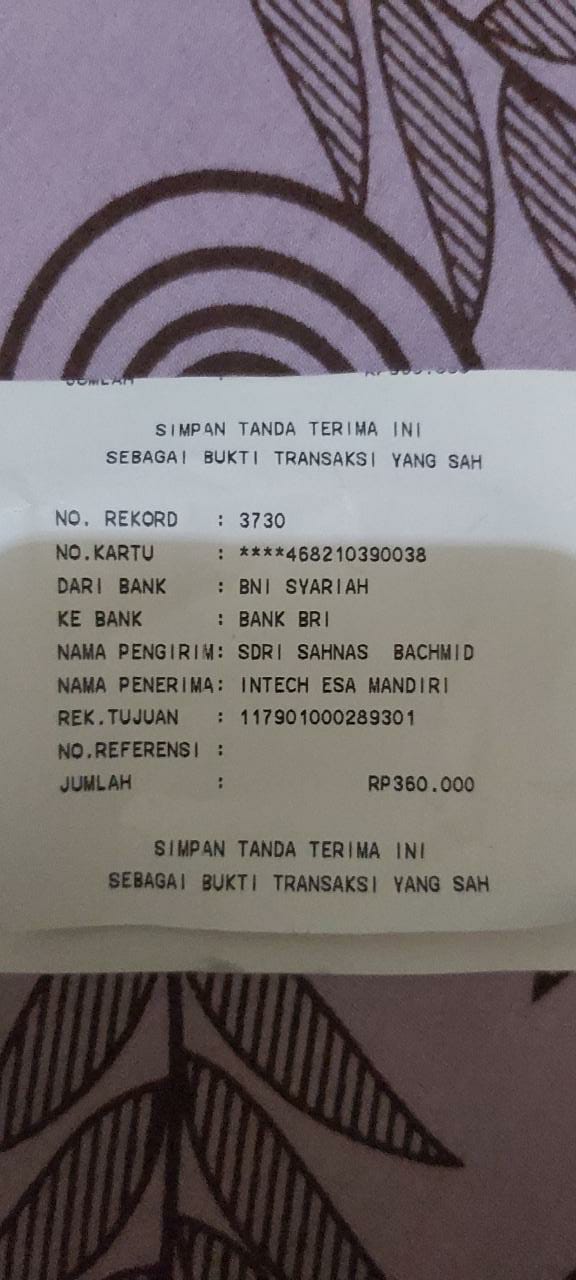 JUMLAH
SIMPAN TANDA TERIMA INI
SEBAGAI BUKTI TRANSAKSI YANG SAH
NO. REKORD : 3730
NO.KARTU : ****468210390038
DARI BANK : BNI SYARIAH
KE BANK : BANK BRI
NAMA PENGIRIM: SDRI SAHNAS BACHMID
NAMA PENERIMA: INTECH ESA MANDIRI
REK.TUJUAN : 117901000289301
NO.REFERENSI :
JUMLAH : RP360.000
SIMPAN TANDA TERIMA INI
SEBAGAI BUKTI TRANSAKSI YANG SAH